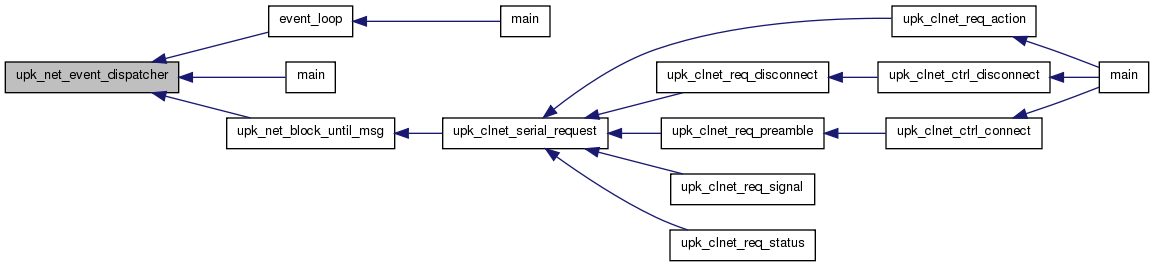 event_loop
main
upk_clnet_req_action
upk_net_event_dispatcher
main
upk_clnet_req_disconnect
upk_clnet_ctrl_disconnect
main
upk_net_block_until_msg
upk_clnet_serial_request
upk_clnet_req_preamble
upk_clnet_ctrl_connect
upk_clnet_req_signal
upk_clnet_req_status